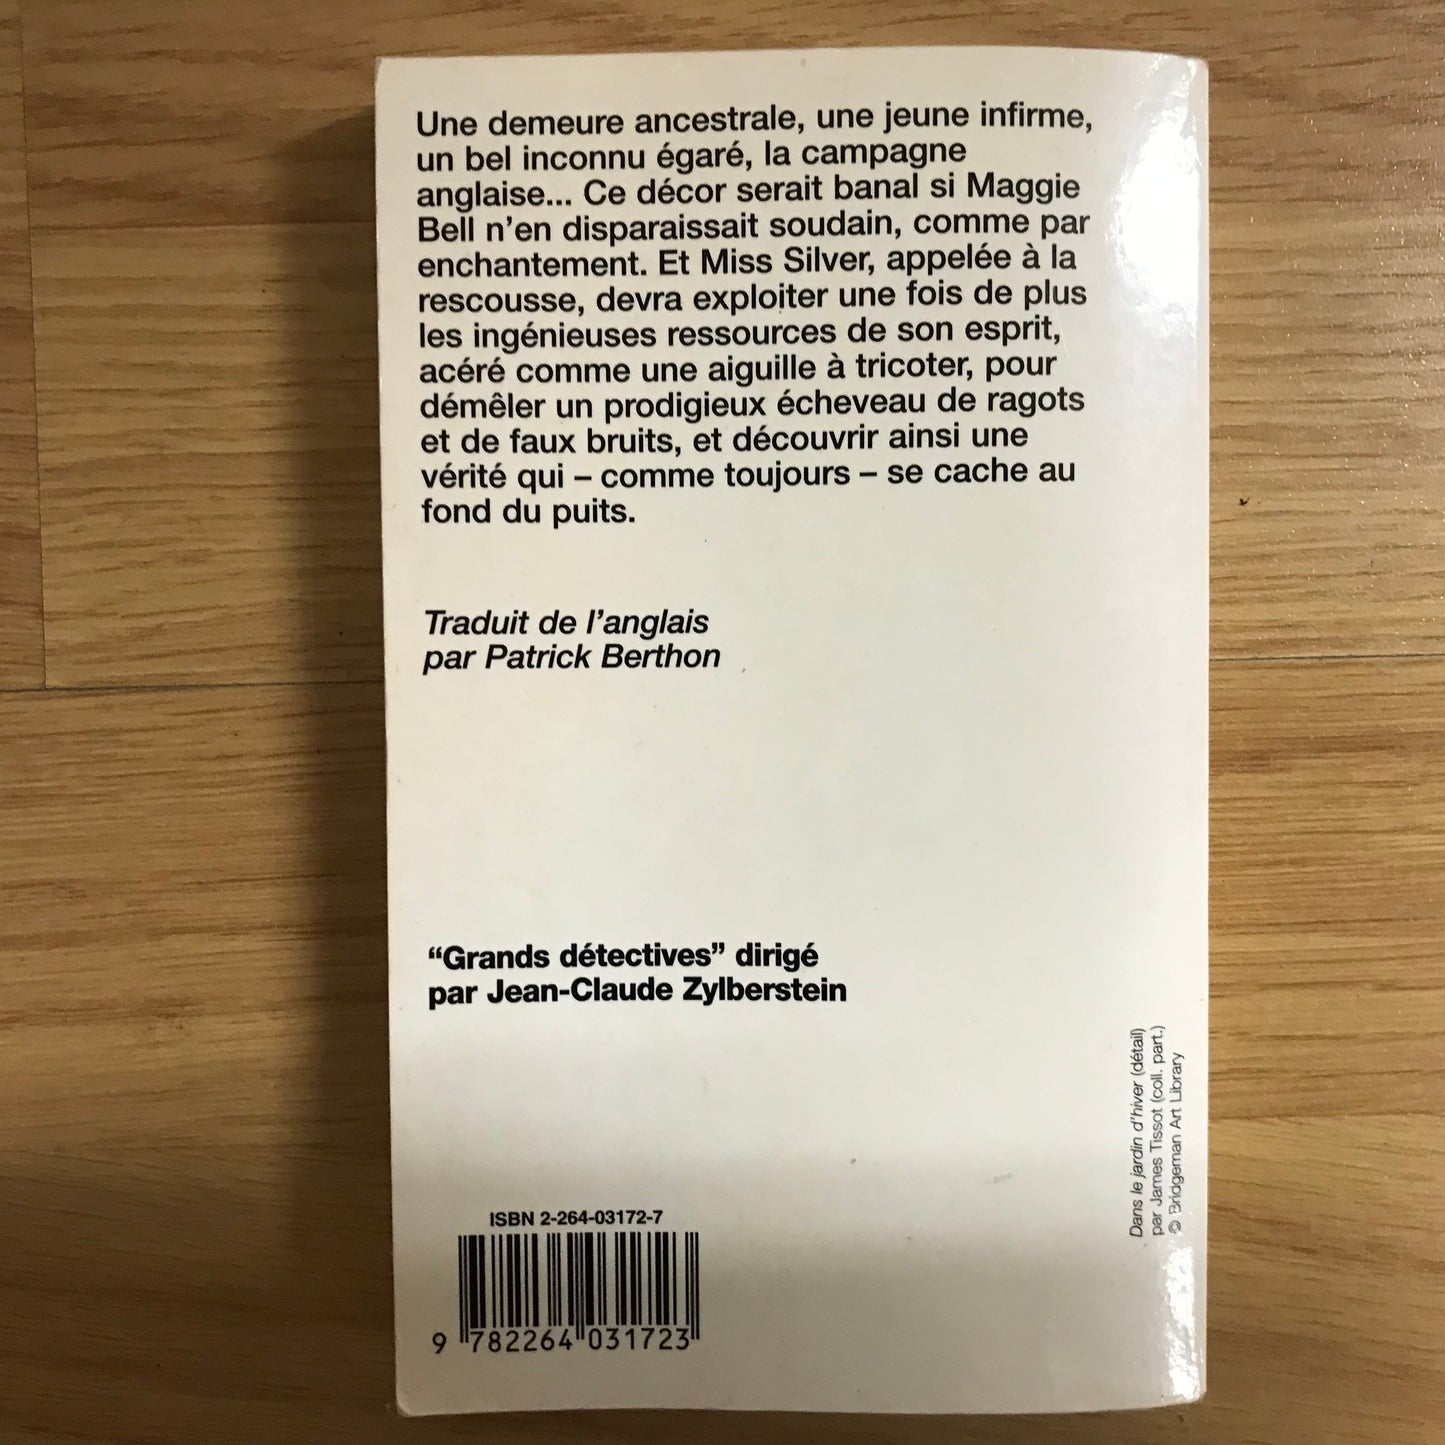 Une demeure ancestrale, une jeune infirme,
un bel inconnu égaré, la campagne
anglaise... Ce décor serait banal si Maggie
Bell n'en disparaissait soudain, comme par
enchantement. Et Miss Silver, appelée à la
rescousse, devra exploiter une fois de plus
les ingénieuses ressources de son esprit,
acéré comme une aiguille à tricoter, pour
démêler un prodigieux écheveau de ragots
et de faux bruits, et découvrir ainsi une
vérité qui – comme toujours – se cache au
fond du puits.
Traduit de l'anglais
par Patrick Berthon
“Grands détectives” dirigé
par Jean-Claude Zylberstein
Dans le jardin d'hiver (détail)
par James Tissot (coll. part.)
© Bridgeman Art Library
ISBN 2-264-03172-7
9 782264 031723